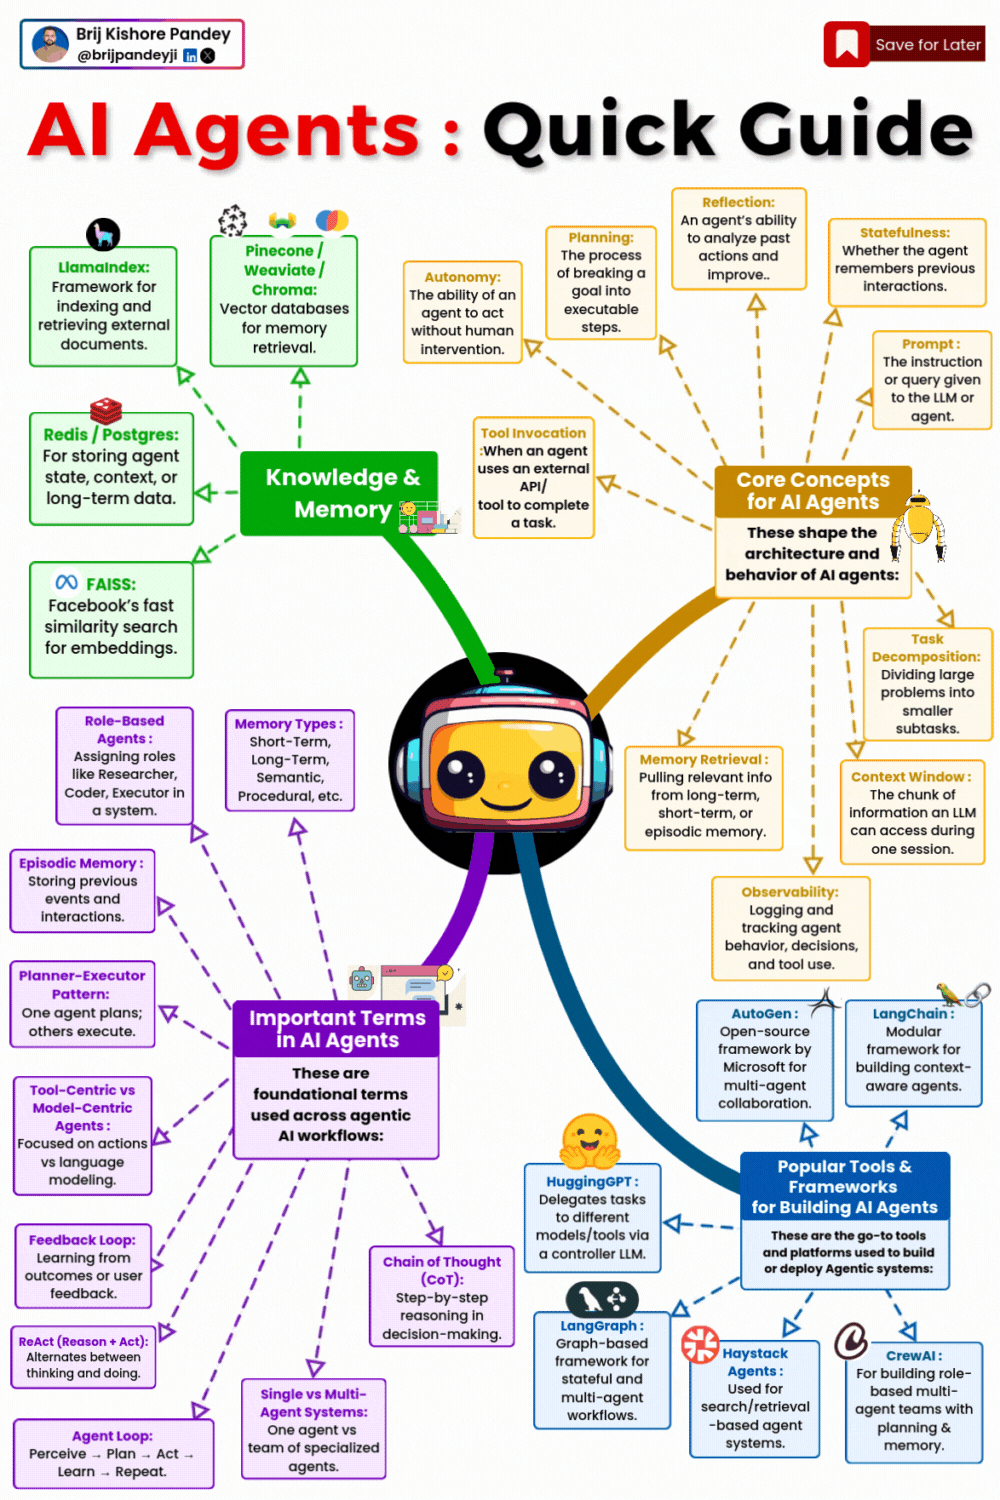 Brij Kishore Pandey
@brijpandeyji
in X
Save for Later
AI Agents : Quick Guide
LlamaIndex:
Framework for
indexing and
retrieving external
documents.
Pinecone /
Weaviate /
Chroma:
Vector databases
for memory
retrieval.
Redis / Postgres:
For storing agent
state, context, or
long-term data.
FAISS:
Facebook's fast
similarity search
for embeddings.
Knowledge &
Memory
Autonomy:
The ability of an
agent to act
without human
intervention.
Planning:
The process
of breaking a
goal into
executable
steps.
Reflection:
An agent's ability
to analyze past
actions and
improve..
Statefulness:
Whether the agent
remembers previous
interactions.
Prompt :
The instruction
or query given
to the LLM or
agent.
Tool Invocation
:When an agent
uses an external
API/
tool to complete
a task.
Core Concepts
for AI Agents
These shape the
architecture and
behavior of AI agents:
Task
Decomposition:
Dividing large
problems into
smaller
subtasks.
Memory Retrieval :
Pulling relevant info
from long-term,
short-term, or
episodic memory.
Context Window :
The chunk of
information an LLM
can access during
one session.
Observability:
Logging and
tracking agent
behavior, decisions,
and tool use.
Role-Based
Agents :
Assigning roles
like Researcher,
Coder, Executor in
a system.
Memory Types :
Short-Term,
Long-Term,
Semantic,
Procedural, etc.
Episodic Memory :
Storing previous
events and
interactions.
Planner-Executor
Pattern:
One agent plans;
others execute.
Important Terms
in AI Agents
These are
foundational terms
used across agentic
AI workflows:
Tool-Centric vs
Model-Centric
Agents :
Focused on actions
vs language
modeling.
Feedback Loop:
Learning from
outcomes or user
feedback.
ReAct (Reason + Act):
Alternates between
thinking and doing.
Agent Loop:
Perceive → Plan → Act →
Learn → Repeat.
Single vs Multi-
Agent Systems:
One agent vs
team of specialized
agents.
Chain of Thought
(CoT):
Step-by-step
reasoning in
decision-making.
AutoGen :
Open-source
framework by
Microsoft for
multi-agent
collaboration.
LangChain :
Modular
framework for
building context-
aware agents.
HuggingGPT :
Delegates tasks
to different
models/tools via
a controller LLM.
Popular Tools &
Frameworks
for Building AI Agents
These are the go-to tools
and platforms used to build
or deploy Agentic systems:
LangGraph :
Graph-based
framework for
stateful and
multi-agent
workflows.
Haystack
Agents :
Used for
search/retrieval
-based agent
systems.
CrewAI :
For building role-
based multi-
agent teams with
planning &
memory.